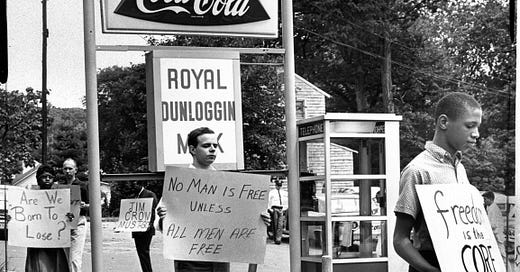 Coca-Cola
ROYAL
DUNLOGGIN
TELEPHONE
Are We
Born To
Lose?
JIM
CROW
MUST
No MAN IS FREE
UNLESS
ALL MEN ARE
FREE
freedom
is the
CORE